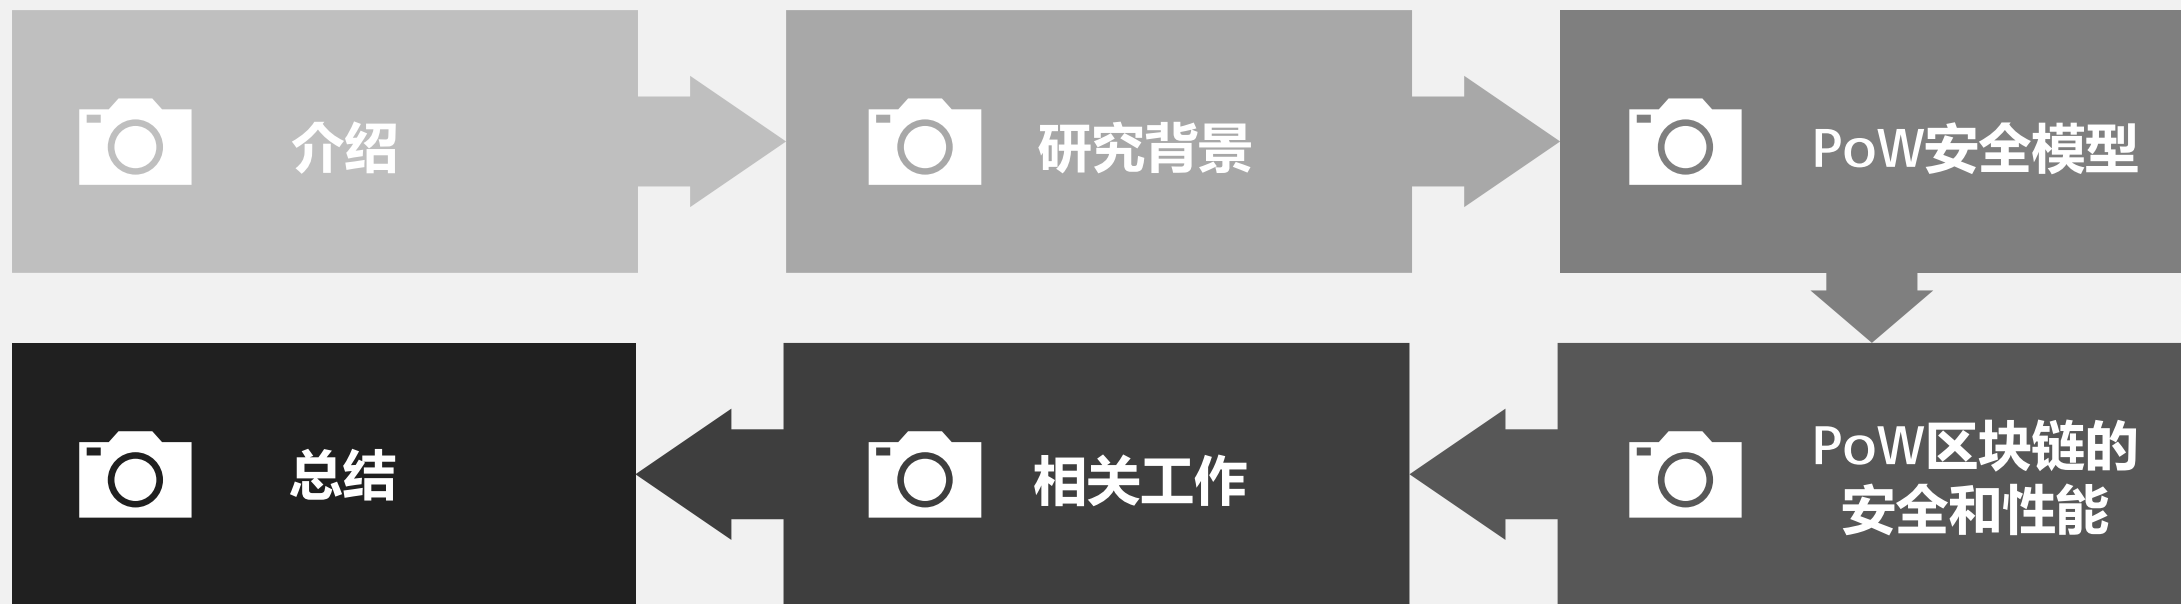 介绍
研究背景
PoW安全模型
PoW区块链的
安全和性能
相关工作
总结